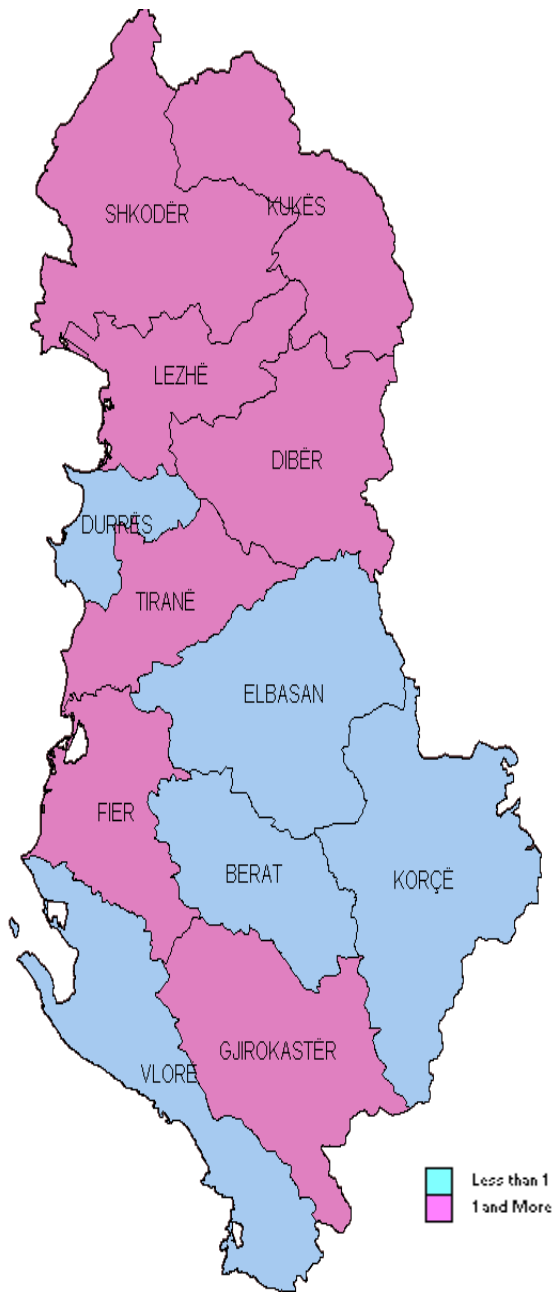 SHKODËR
KUKËS
LEZHË
DIBËR
DURRËS
TIRANË
ELBASAN
FIER
BERAT
KORÇË
GJIROKASTËR
VLORË
Less than 1
1 and More